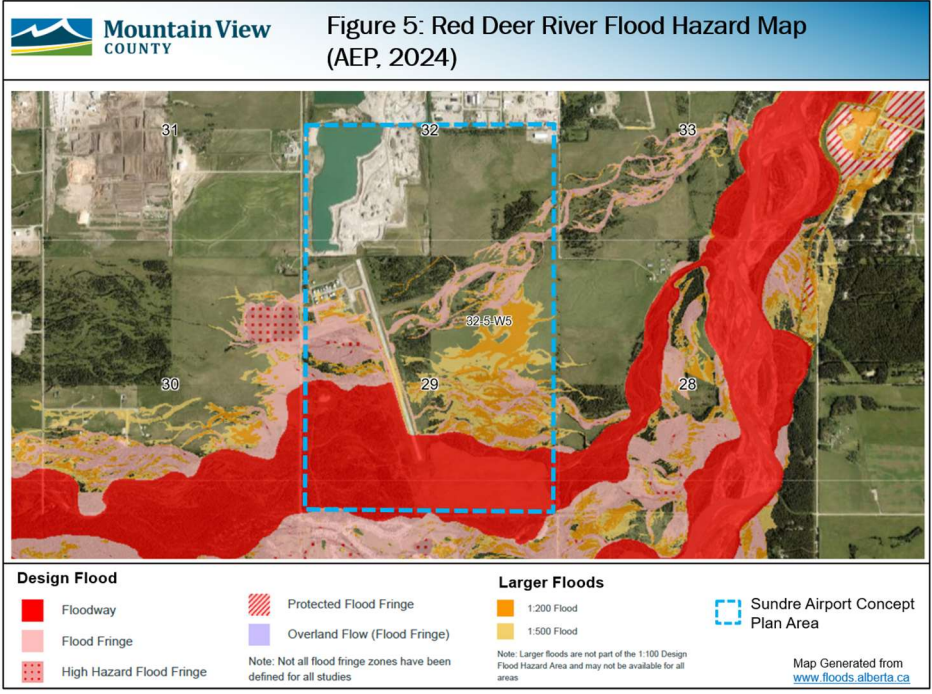 Mountain View
COUNTY
Figure 5: Red Deer River Flood Hazard Map
(AEP, 2024)
31
32
33
32-5-W5
30
29
28
Design Flood
Floodway
Flood Fringe
High Hazard Flood Fringe
Protected Flood Fringe
Overland Flow (Flood Fringe)
Note: Not all flood fringe zones have been
defined for all studies
Larger Floods
1:200 Flood
1:500 Flood
Note: Larger floods are not part of the 1:100 Design
Flood Hazard Area and may not be available for all
areas
Sundre Airport Concept
Plan Area
Map Generated from
www.floods.alberta.ca